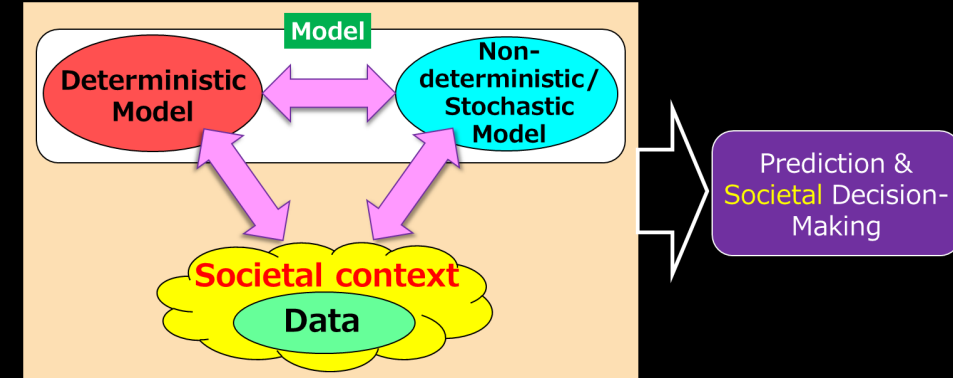 Model
Deterministic
Model
Non-
deterministic/
Stochastic
Model
Societal context
Data
Prediction &
Societal Decision-
Making